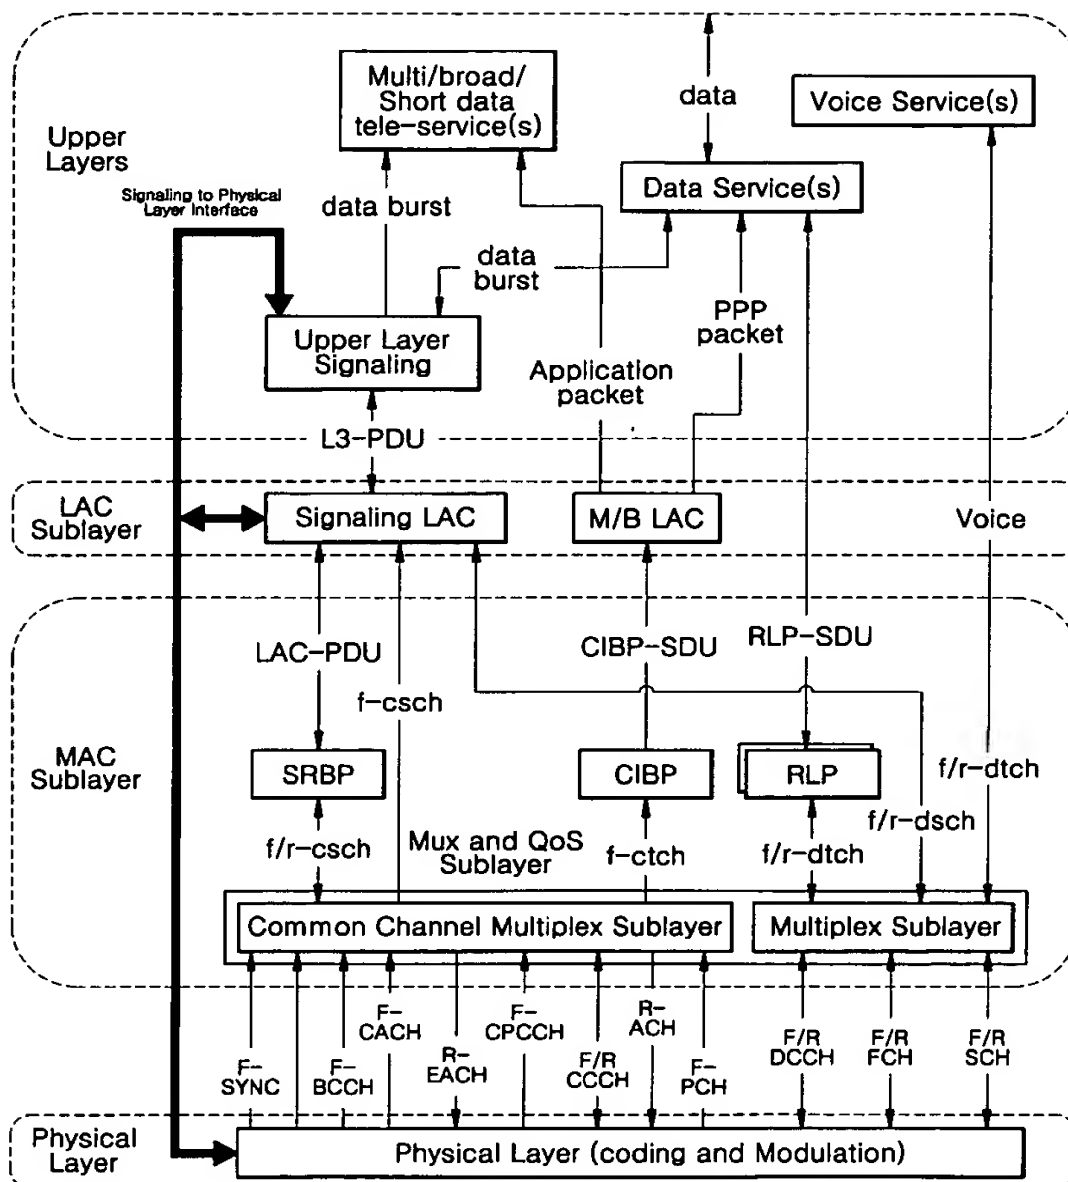 Multi/broad/
Short data
tele-service(s)
data
Voice Service(s)
Upper
Layers
Data Service(s)
Signaling to Physical
Layer Interface
data burst
data
burst
PPP
packet
Upper Layer
Signaling
Application
packet
L3-PDU
LAC
Sublayer
Signaling LAC
M/B LAC
Voice
LAC-PDU
CIBP-SDU
RLP-SDU
f-csch
MAC
Sublayer
SRBP
CIBP
RLP
f/r-dtch
f/r-dsch
f/r-csch
Mux and QoS
Sublayer
f-ctch
f/r-dtch
Common Channel Multiplex Sublayer
Multiplex Sublayer
F-
SYNC
F-
BCCH
F-
CACH
R-
EACH
F-
CPCCH
F/R
CCCH
R-
ACH
F-
PCH
F/R
DCCH
F/R
FCH
F/R
SCH
Physical
Layer
Physical Layer (coding and Modulation)